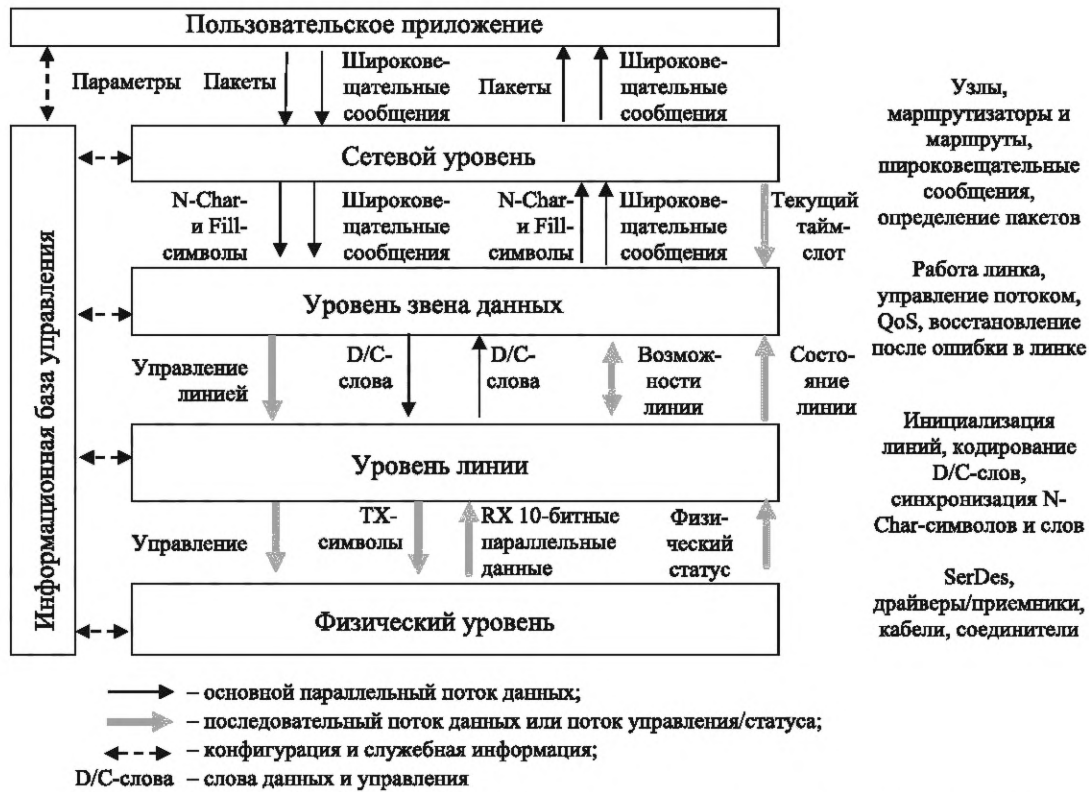 Пользовательское приложение
Параметры
Пакеты
Широкове-
щательные
сообщения
Пакеты
Широкове-
щательные
сообщения
Сетевой уровень
N-Char-
и Fill-
символы
Широкове-
щательные
сообщения
N-Char-
и Fill-
символы
Широкове-
щательные
сообщения
Текущий
тайм-
слот
Узлы,
маршрутизаторы и
маршруты,
широковещательные
сообщения,
определение пакетов
Информационная база управления
Уровень звена данных
Работа линка,
управление потоком,
QoS, восстановление
после ошибки в линке
Управление
линией
D/C-
слова
D/C-
слова
Возмож-
ности
линии
Состо-
яние
линии
Уровень линии
Инициализация
линий, кодирование
D/C-слов,
синхронизация N-
Char-символов и слов
Управление
TX-
символы
RX 10-битные
параллельные
данные
Физи-
ческий
статус
Физический уровень
SerDes,
драйверы/приемники,
кабели, соединители
– основной параллельный поток данных;
– последовательный поток данных или поток управления/статуса;
– конфигурация и служебная информация;
D/C-слова – слова данных и управления